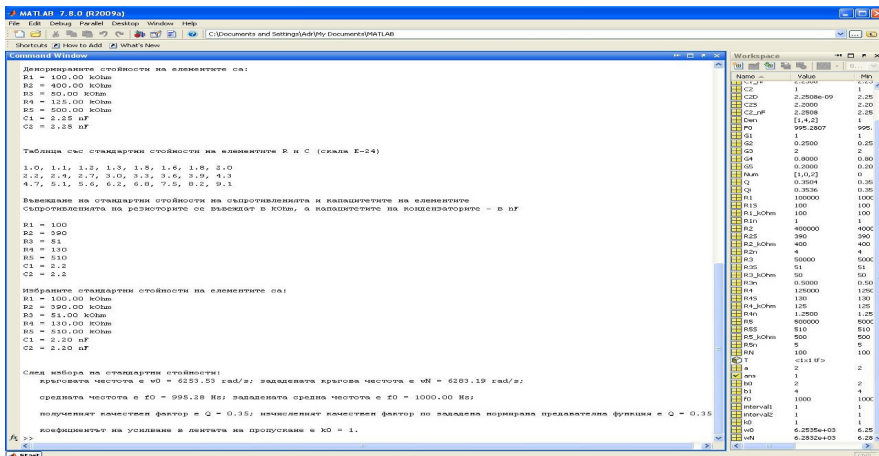 MATLAB 7.8.0 (R2009a)
File Edit Debug Parallel Desktop Window Help
C:\Documents and Settings\Adri\My Documents\MATLAB
Shortcuts How to Add What's New
Command Window
Денормираните стойности на елементите са:
R1 = 100.00 kOhm
R2 = 400.00 kOhm
R3 = 50.00 kOhm
R4 = 125.00 kOhm
R5 = 500.00 kOhm
C1 = 2.25 nF
C2 = 2.25 nF
Таблица със стандартни стойности на елементите R и C (скала E-24)
1.0, 1.1, 1.2, 1.3, 1.5, 1.6, 1.8, 2.0
2.2, 2.4, 2.7, 3.0, 3.3, 3.6, 3.9, 4.3
4.7, 5.1, 5.6, 6.2, 6.8, 7.5, 8.2, 9.1
Въвеждане на стандартни стойности на съпротивленията и капацитетите на елементите
Съпротивленията на резисторите се въвеждат в kOhm, а капацитетите на кондензаторите - в nF
R1 = 100
R2 = 390
R3 = 51
R4 = 130
R5 = 510
C1 = 2.2
C2 = 2.2
Избраните стандартни стойности на елементите са:
R1 = 100.00 kOhm
R2 = 390.00 kOhm
R3 = 51.00 kOhm
R4 = 130.00 kOhm
R5 = 510.00 kOhm
C1 = 2.20 nF
C2 = 2.20 nF
След избора на стандартни стойности:
кръговата честота е w0 = 6253.53 rad/s; зададената кръгова честота е wN = 6283.19 rad/s;
средната честота е f0 = 995.28 Hz; зададената средна честота е f0 = 1000.00 Hz;
полученият качествен фактор е Q = 0.35; изчисленият качествен фактор по зададена нормирана предавателна функция е Q = 0.35
коефициентът на усилване в лентата на пропускане е k0 = 1.
fx >>
Workspace
Name Value Min
C2 1 1
C2D 2.2508e-09 2.25
C2S 2.2000 2.20
C2_nF 2.2508 2.25
Den [1,4,2] 1
F0 995.2807 995
G1 1 1
G2 0.2500 0.25
G3 2 2
G4 0.8000 0.80
G5 0.2000 0.20
Num [1,0,2] 0
Q 0.3504 0.35
Qi 0.3536 0.35
R1 100000 1000
R1S 100 100
R1_kOhm 100 100
R1n 1 1
R2 400000 4000
R2S 390 390
R2_kOhm 400 400
R2n 4 4
R3 50000 5000
R3S 51 51
R3_kOhm 50 50
R3n 0.5000 0.50
R4 125000 1250
R4S 130 130
R4_kOhm 125 125
R4n 1.2500 1.25
R5 500000 5000
R5S 510 510
R5_kOhm 500 500
R5n 5 5
RN 100 100
T <1x1 tf>
a 2 2
ans 1
b0 2 2
b1 4 4
f0 1000 1000
interval1 1 1
interval2 1 1
k0 1 1
w0 6.2535e+03 6.25
wN 6.2832e+03 6.28
Start